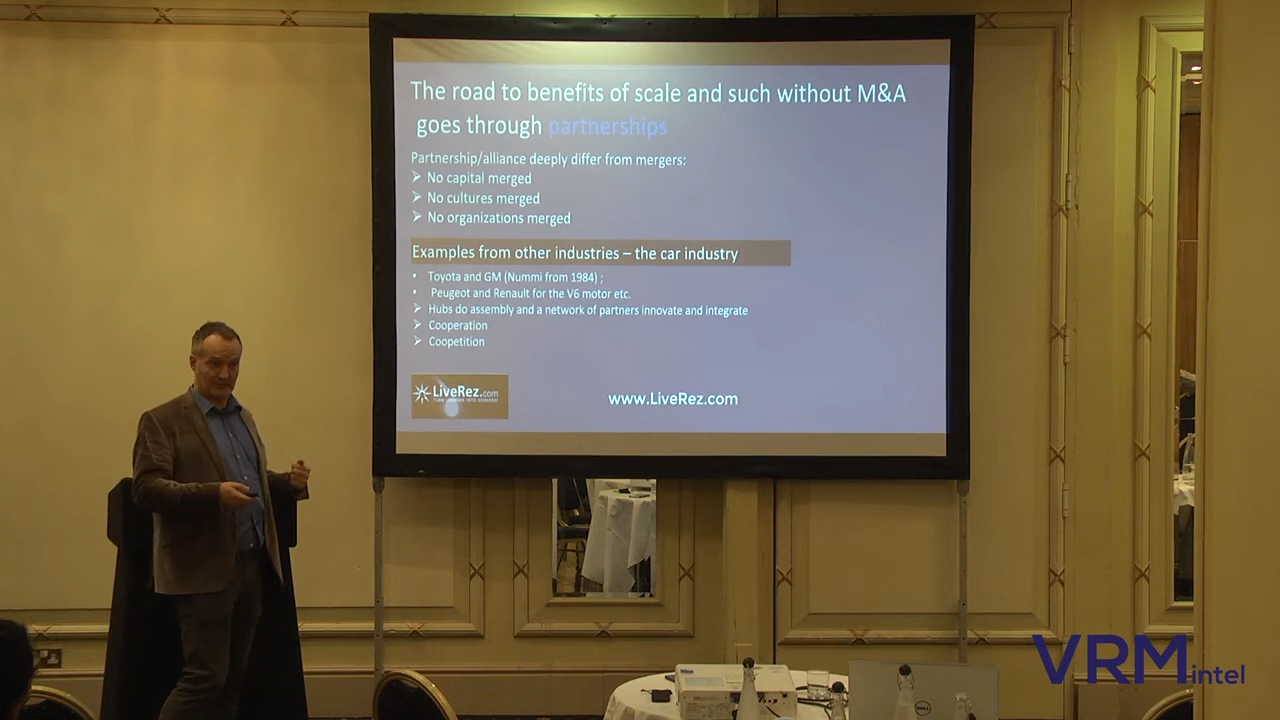 The road to benefits of scale and such without M&A
goes through partnerships
Partnership/alliance deeply differ from mergers:
➢ No capital merged
➢ No cultures merged
➢ No organizations merged
Examples from other industries – the car industry
• Toyota and GM (Nummi from 1984) ;
• Peugeot and Renault for the V6 motor etc.
➢ Hubs do assembly and a network of partners innovate and integrate
➢ Cooperation
➢ Coopetition
LiveRez.com
www.LiveRez.com
VRMintel
DELL